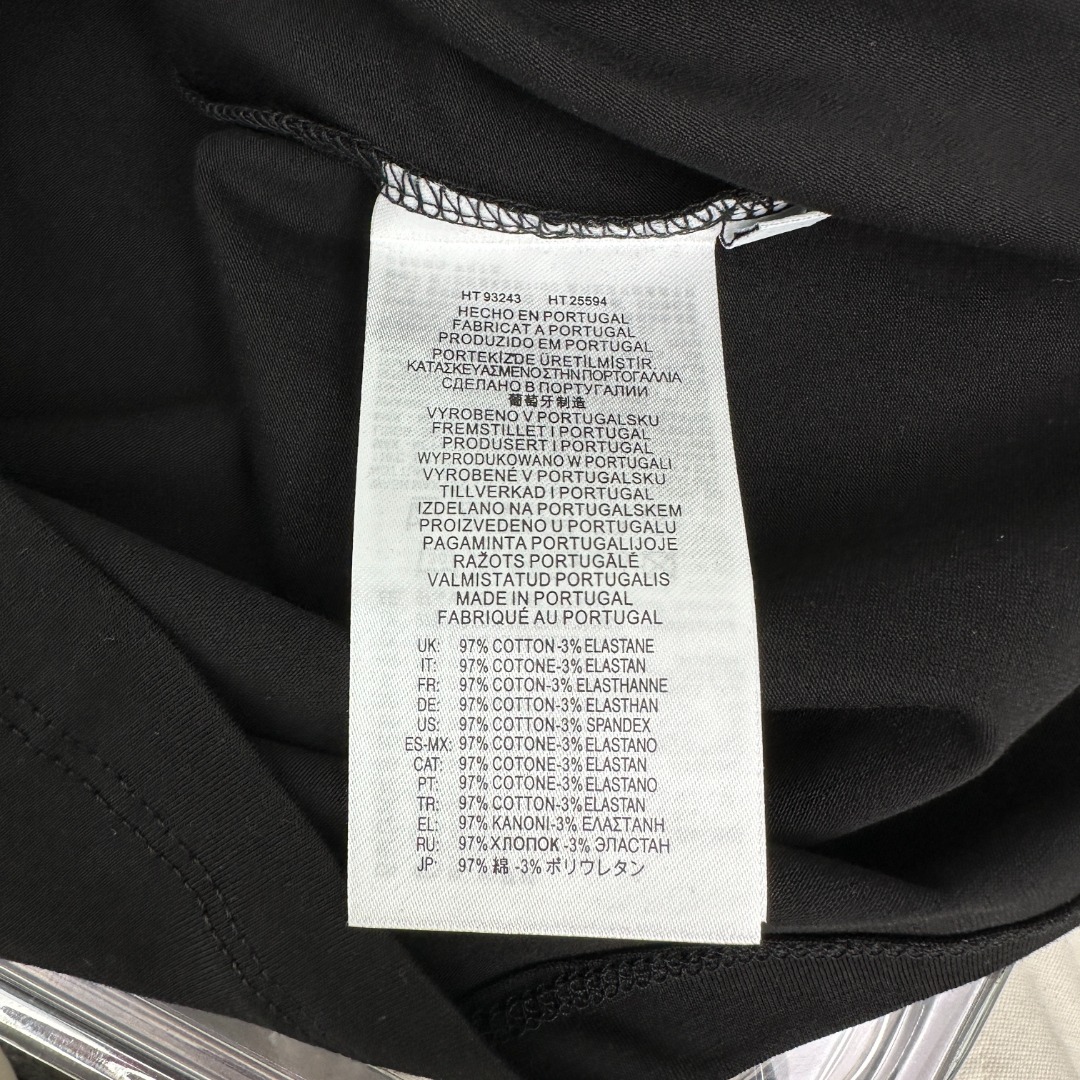 HT 93243 HT 25594
HECHO EN PORTUGAL
FABRICAT A PORTUGAL
PRODUZIDO EM PORTUGAL
PORTEKİZ'DE ÜRETİLMİSTİR.
ΚΑΤΑΣΚΕΥΑΣΜΕΝΟ ΣΤΗΝ ΠΟΡΤΟΓΑΛΛΙΑ
СДЕЛАНО В ПОРТУГАЛИИ
葡萄牙制造
VYROBENO V PORTUGALSKU
FREMSTILLET I PORTUGAL
PRODUSERT I PORTUGAL
WYPRODUKOWANO W PORTUGALI
VYROBENÉ V PORTUGALSKU
TILLVERKAD I PORTUGAL
IZDELANO NA PORTUGALSKEM
PROIZVEDENO U PORTUGALU
PAGAMINTA PORTUGALIJOJE
RAŽOTS PORTUGĀLĒ
VALMISTATUD PORTUGALIS
MADE IN PORTUGAL
FABRIQUÉ AU PORTUGAL
UK: 97% COTTON-3% ELASTANE
IT: 97% COTONE-3% ELASTAN
FR: 97% COTON-3% ELASTHANNE
DE: 97% COTTON-3% ELASTHAN
US: 97% COTTON-3% SPANDEX
ES-MX: 97% COTONE-3% ELASTANO
CAT: 97% COTONE-3% ELASTAN
PT: 97% COTONE-3% ELASTANO
TR: 97% COTTON-3% ELASTAN
EL: 97% KANONI-3% ΕΛΑΣΤΑΝΗ
RU: 97% ХЛОПОК -3% ЭЛАСТАН
JP: 97% 綿 -3% ポリウレタン